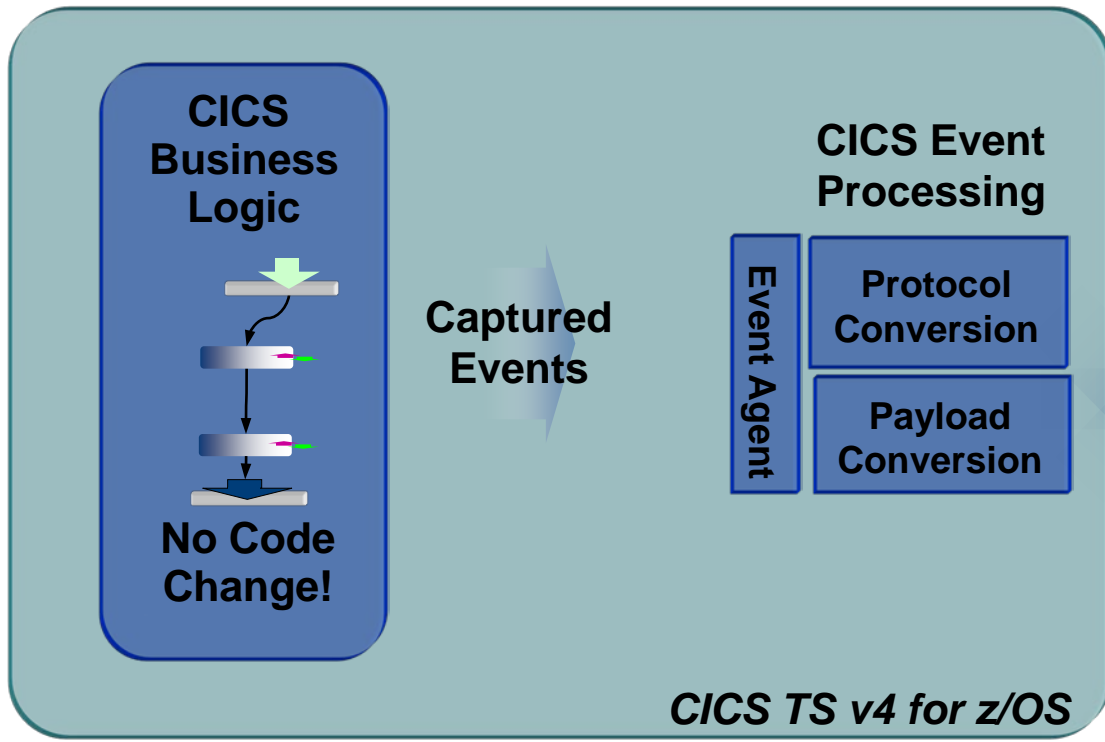 CICS
Business
Logic
No Code
Change!
Captured
Events
CICS Event
Processing
Event Agent
Protocol
Conversion
Payload
Conversion
CICS TS v4 for z/OS